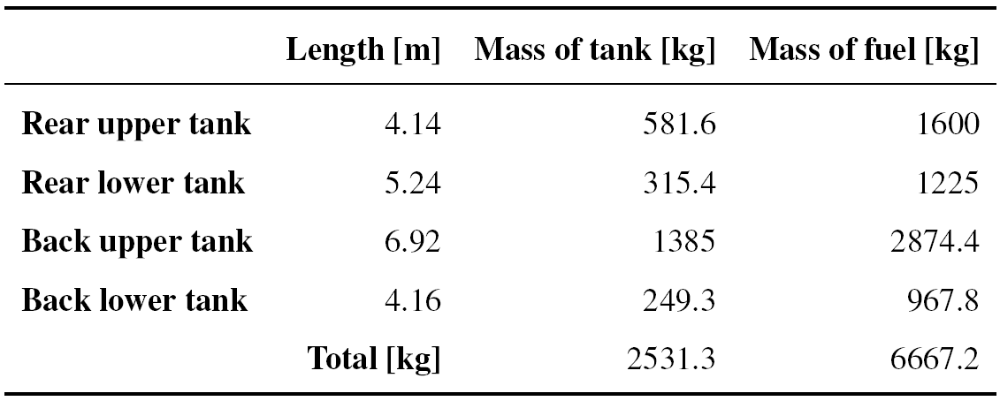 Length [m] Mass of tank [kg] Mass of fuel [kg]
Rear upper tank 4.14 581.6 1600
Rear lower tank 5.24 315.4 1225
Back upper tank 6.92 1385 2874.4
Back lower tank 4.16 249.3 967.8
Total [kg] 2531.3 6667.2